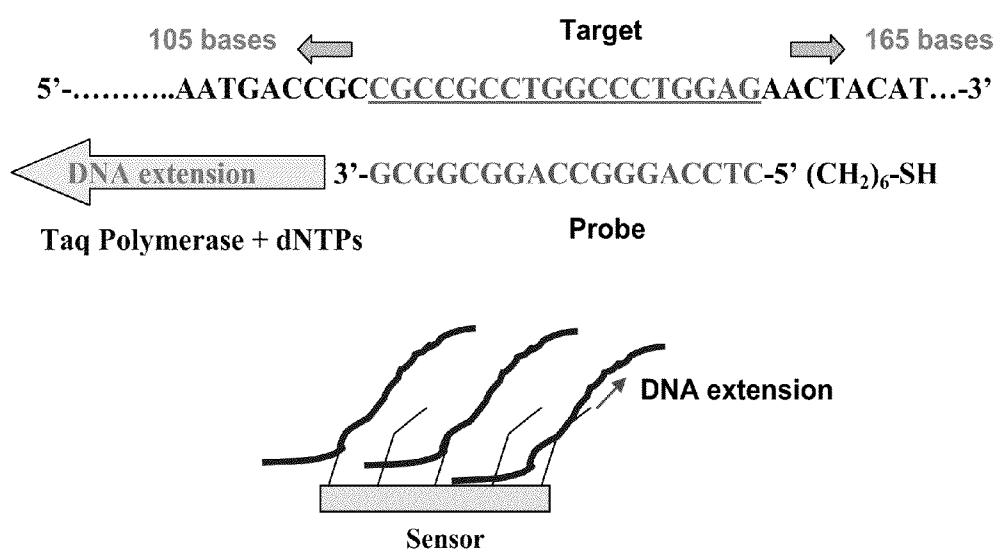 105 bases
Target
165 bases
5'-...........AATGACCGCCGCCGCCTGGCCCTGGAGAACTACAT...-3'
DNA extension
3'-GCGGCGGACCGGGACCTC-5' (CH₂)₆-SH
Taq Polymerase + dNTPs
Probe
DNA extension
Sensor